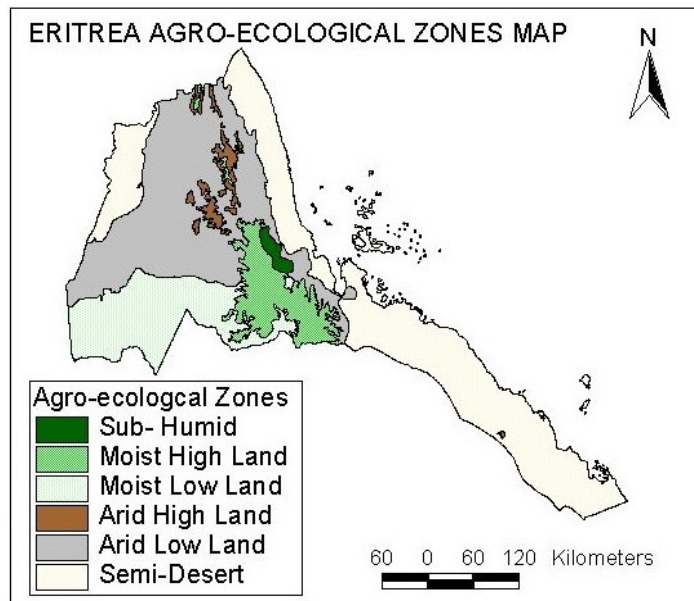 ERITREA AGRO-ECOLOGICAL ZONES MAP
N
Agro-ecologcal Zones
Sub- Humid
Moist High Land
Moist Low Land
Arid High Land
Arid Low Land
Semi-Desert
60 0 60 120 Kilometers